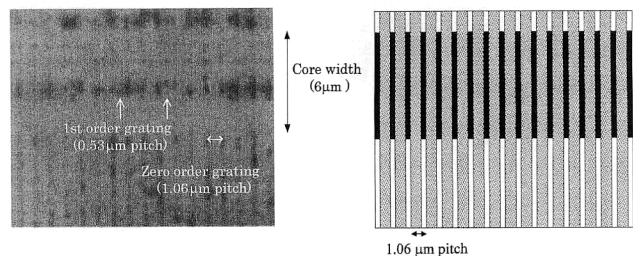 Core width
(6µm )
1st order grating
(0.53µm pitch)
Zero order grating
(1.06µm pitch)
1.06 µm pitch